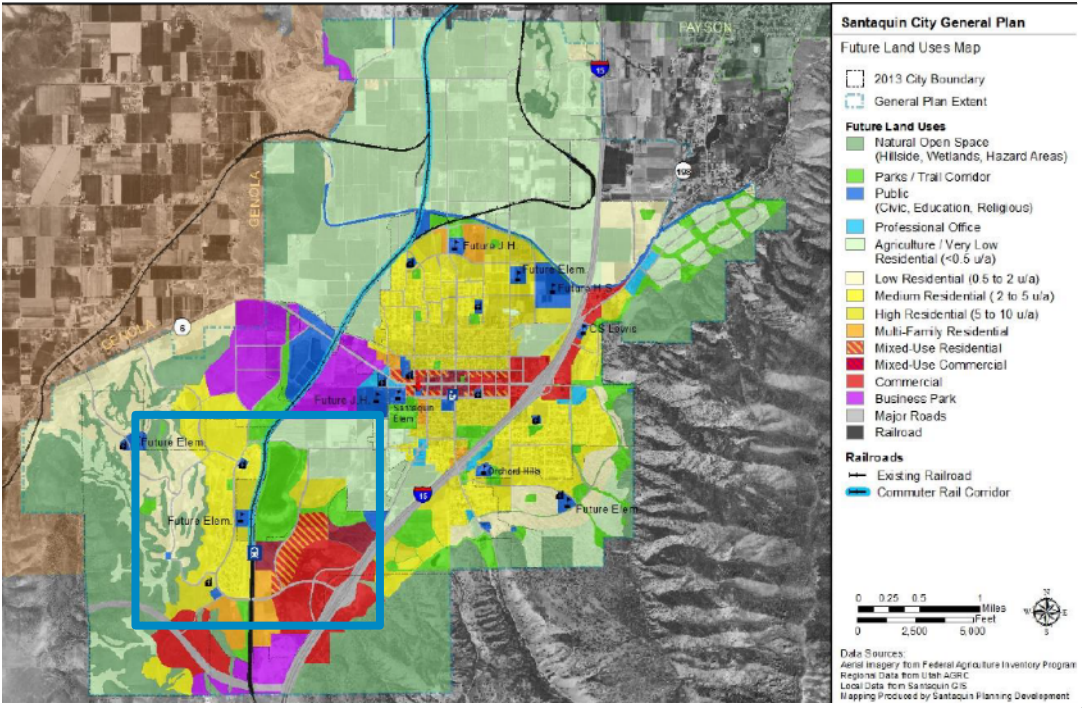 PAYSON
15
198
GENOLA
6
GENOLA
Future J.H.
Future Elem.
Future H.S.
CS Lewis
Future J.H.
Santaquin
Elem
Future Elem.
Orchard Hills
15
Future Elem.
Future Elem.
Santaquin City General Plan
Future Land Uses Map
2013 City Boundary
General Plan Extent
Future Land Uses
Natural Open Space
(Hillside, Wetlands, Hazard Areas)
Parks / Trail Corridor
Public
(Civic, Education, Religious)
Professional Office
Agriculture / Very Low
Residential (<0.5 u/a)
Low Residential (0.5 to 2 u/a)
Medium Residential ( 2 to 5 u/a)
High Residential (5 to 10 u/a)
Multi-Family Residential
Mixed-Use Residential
Mixed-Use Commercial
Commercial
Business Park
Major Roads
Railroad
Railroads
Existing Railroad
Commuter Rail Corridor
0 0.25 0.5 1
Miles
Feet
0 2,500 5,000
N
W E
S
Data Sources:
Aerial Imagery from Federal Agriculture Inventory Program
Regional Data from Utah AGRC
Local Data from Santaquin GIS
Mapping Produced by Santaquin Planning Development